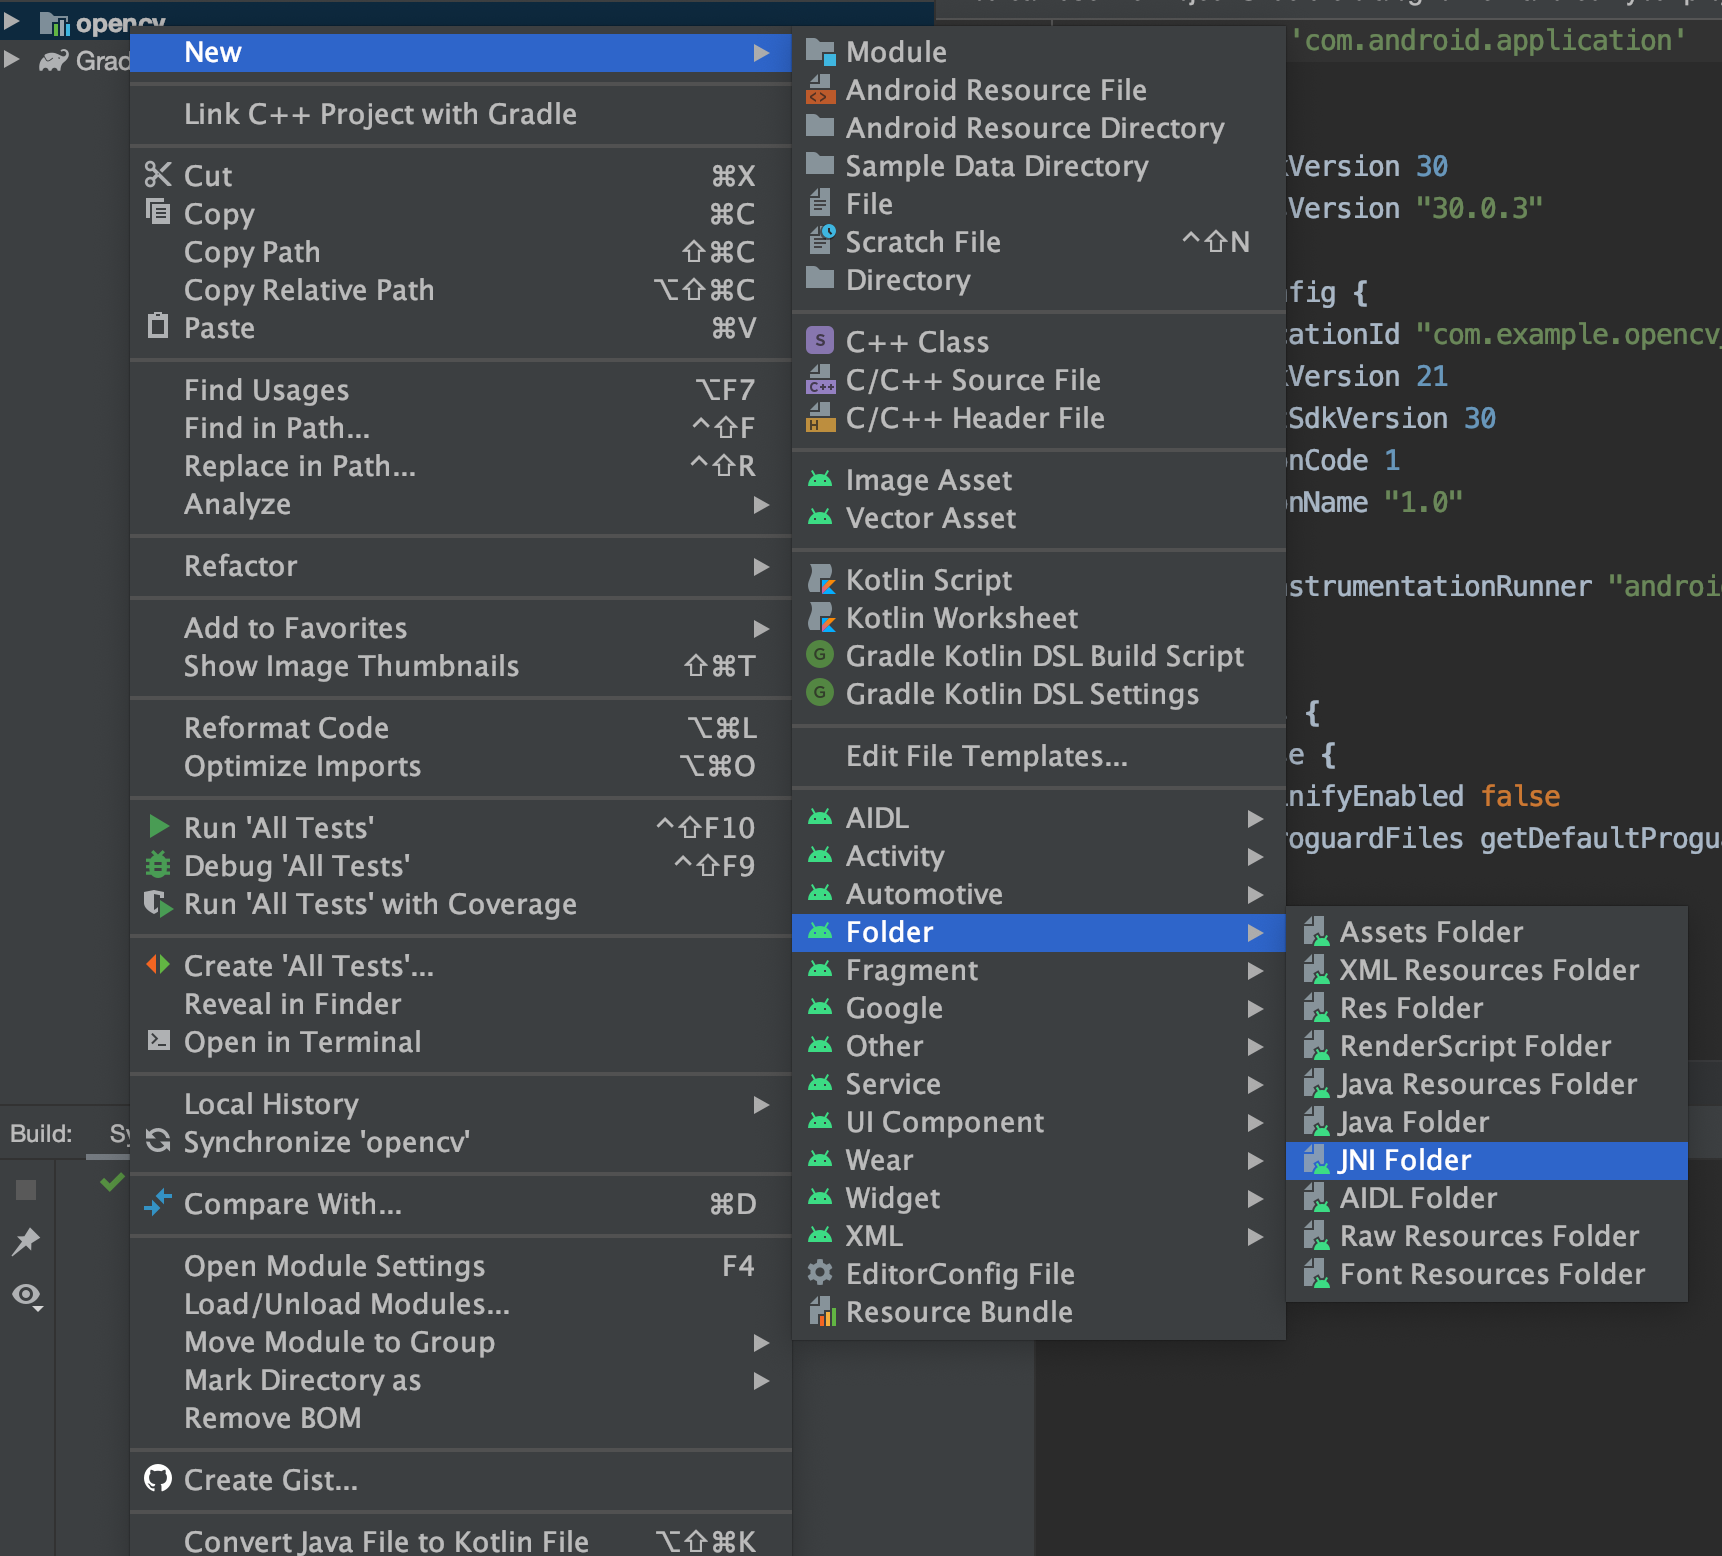 opencv
New
Link C++ Project with Gradle
Cut ⌘X
Copy ⌘C
Copy Path ⇧⌘C
Copy Relative Path ⌥⇧⌘C
Paste ⌘V
Find Usages ⌥F7
Find in Path... ^⇧F
Replace in Path... ^⇧R
Analyze
Refactor
Add to Favorites
Show Image Thumbnails ⇧⌘T
Reformat Code ⌥⌘L
Optimize Imports ⌥⌘O
Run 'All Tests' ^⇧F10
Debug 'All Tests' ^⇧F9
Run 'All Tests' with Coverage
Create 'All Tests'...
Reveal in Finder
Open in Terminal
Local History
Synchronize 'opencv'
Compare With... ⌘D
Open Module Settings F4
Load/Unload Modules...
Move Module to Group
Mark Directory as
Remove BOM
Create Gist...
Convert Java File to Kotlin File ⌥⇧⌘K
Module
Android Resource File
Android Resource Directory
Sample Data Directory
File
Scratch File ^⇧N
Directory
S C++ Class
C++ C/C++ Source File
H C/C++ Header File
Image Asset
Vector Asset
Kotlin Script
Kotlin Worksheet
G Gradle Kotlin DSL Build Script
G Gradle Kotlin DSL Settings
Edit File Templates...
AIDL
Activity
Automotive
Folder
Fragment
Google
Other
Service
UI Component
Wear
Widget
XML
EditorConfig File
Resource Bundle
Assets Folder
XML Resources Folder
Res Folder
RenderScript Folder
Java Resources Folder
Java Folder
JNI Folder
AIDL Folder
Raw Resources Folder
Font Resources Folder
'com.android.application'
Version 30
Version "30.0.3"
fig {
ationId "com.example.opencv
Version 21
SdkVersion 30
nCode 1
nName "1.0"
strumentationRunner "androi
{
e {
nifyEnabled false
oguardFiles getDefaultProgu
Grad
Build: